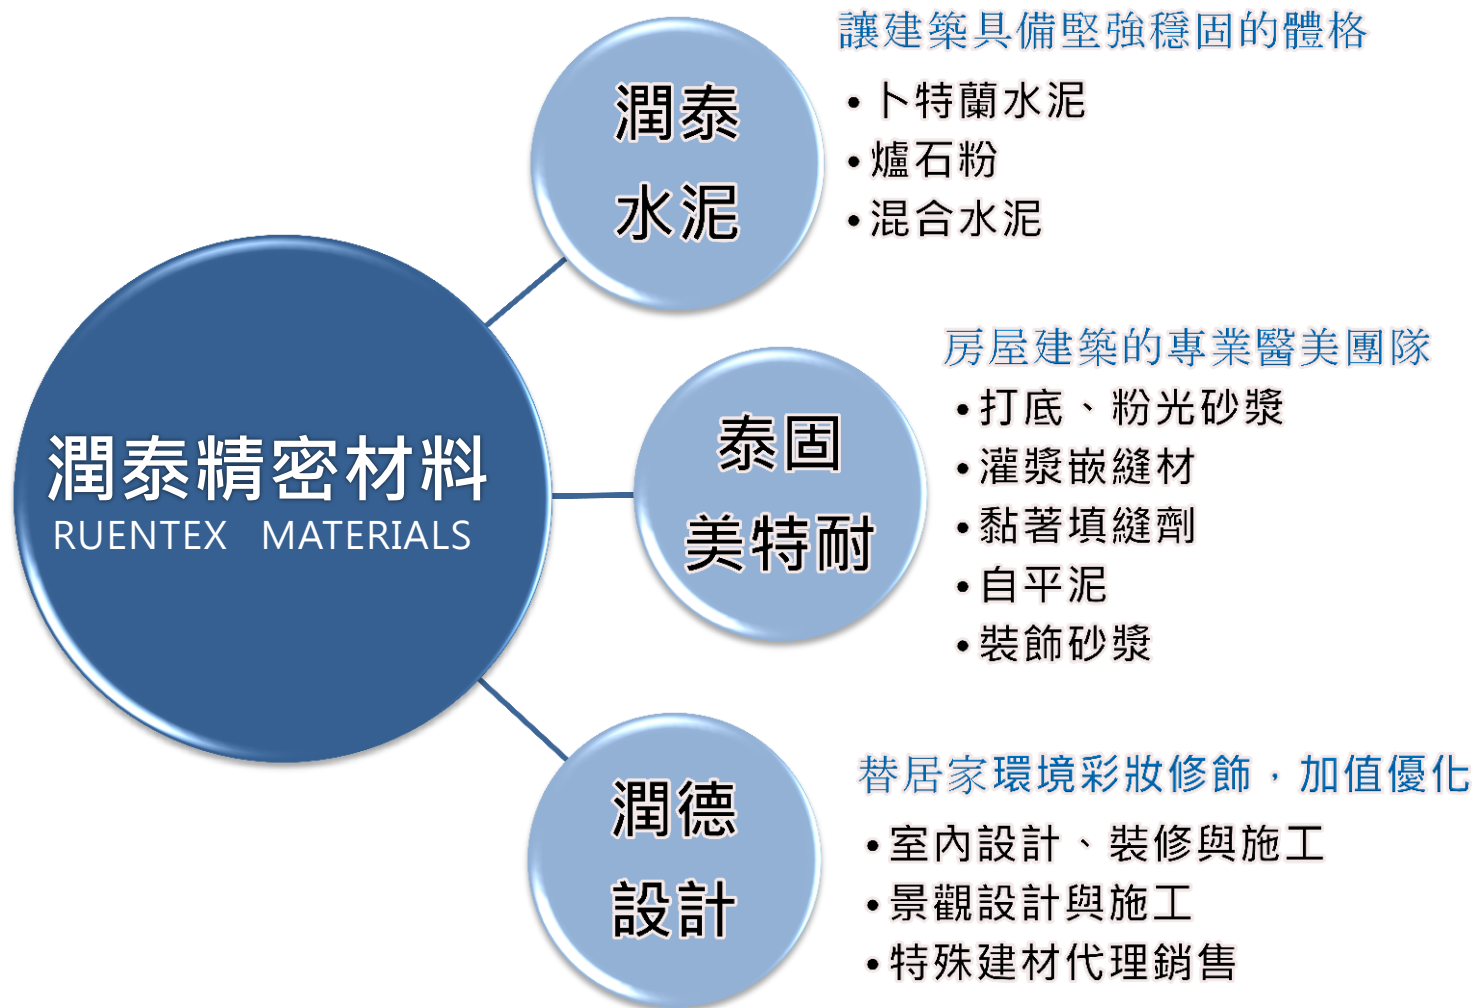 潤泰精密材料
RUENTEX MATERIALS
潤泰
水泥
讓建築具備堅強穩固的體格
•卜特蘭水泥
•爐石粉
•混合水泥
泰固
美特耐
房屋建築的專業醫美團隊
•打底、粉光砂漿
•灌漿嵌縫材
•黏著填縫劑
•自平泥
•裝飾砂漿
潤德
設計
替居家環境彩妝修飾，加值優化
•室內設計、裝修與施工
•景觀設計與施工
•特殊建材代理銷售